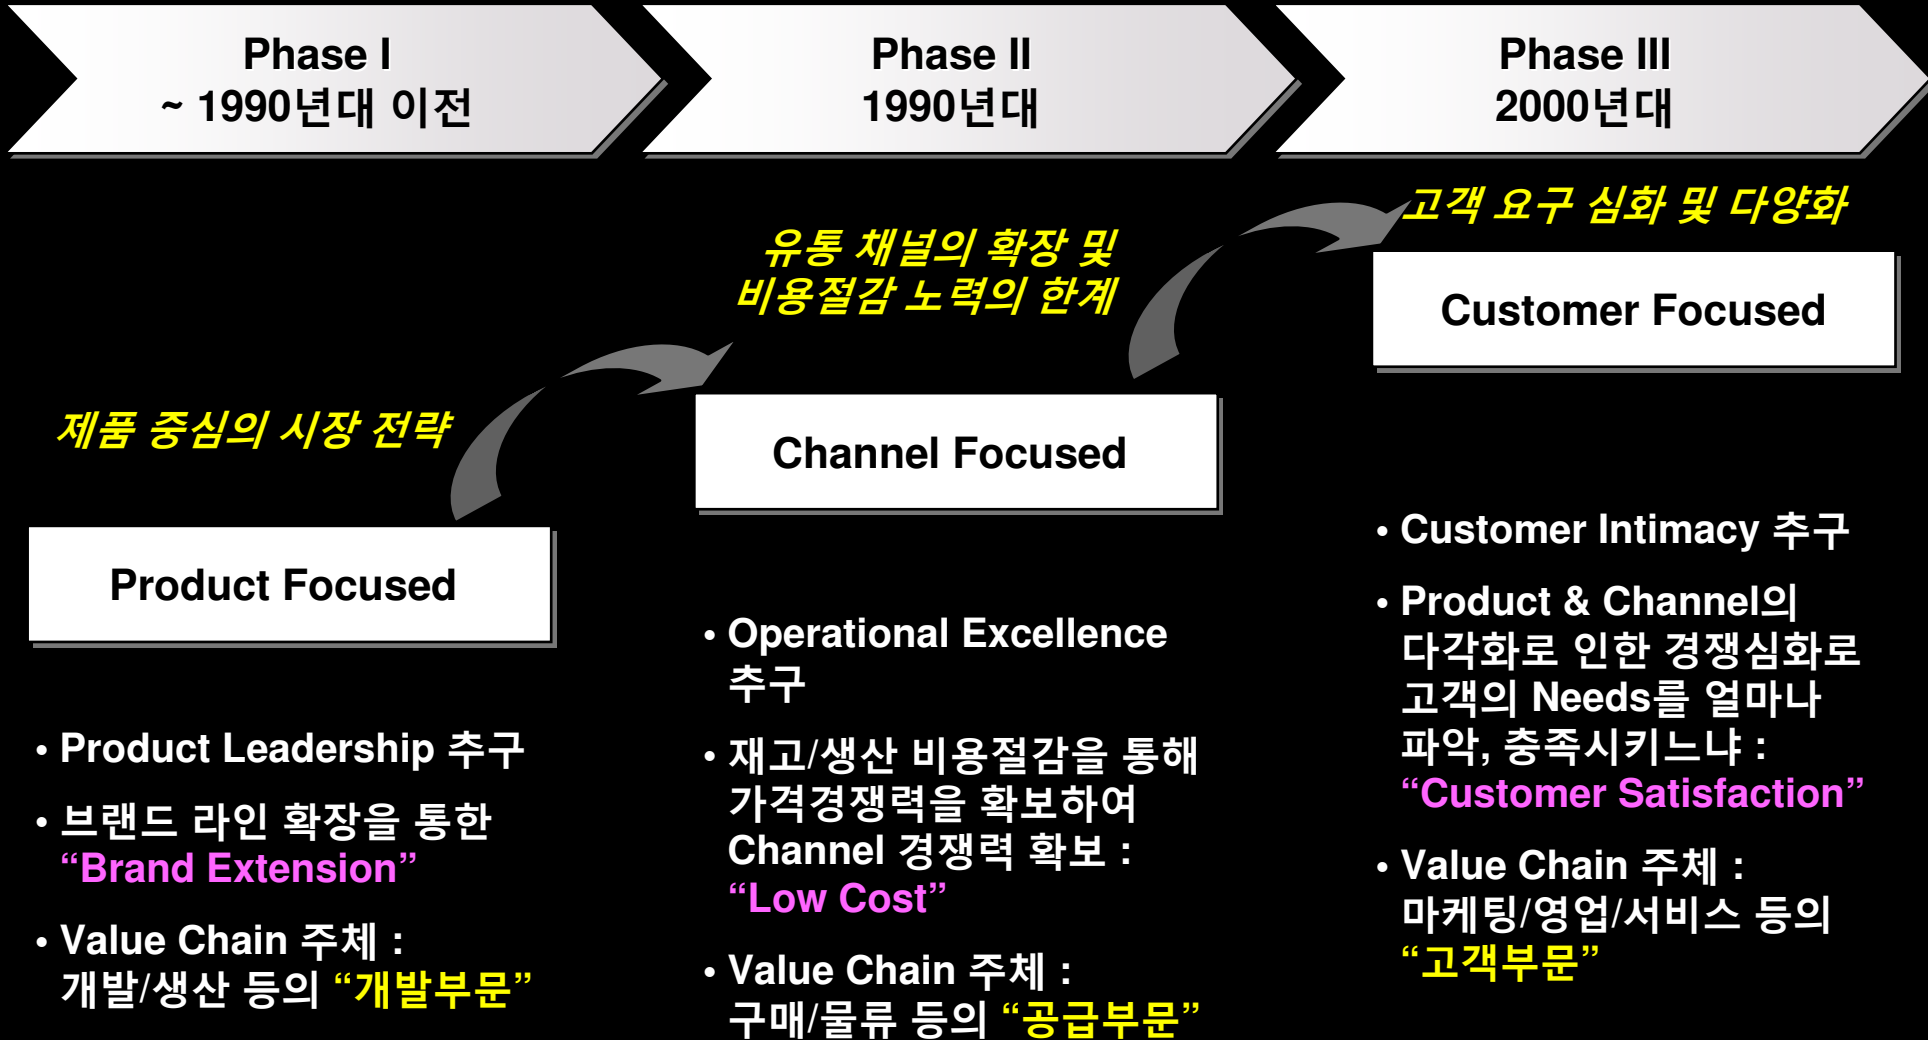 Phase I
~ 1990년대 이전
Phase II
1990년대
Phase III
2000년대
제품 중심의 시장 전략
Product Focused
• Product Leadership 추구
• 브랜드 라인 확장을 통한
“Brand Extension”
• Value Chain 주체 :
개발/생산 등의 “개발부문”
유통 채널의 확장 및
비용절감 노력의 한계
Channel Focused
• Operational Excellence
추구
• 재고/생산 비용절감을 통해
가격경쟁력을 확보하여
Channel 경쟁력 확보 :
“Low Cost”
• Value Chain 주체 :
구매/물류 등의 “공급부문”
고객 요구 심화 및 다양화
Customer Focused
• Customer Intimacy 추구
• Product & Channel의
다각화로 인한 경쟁심화로
고객의 Needs를 얼마나
파악, 충족시키느냐 :
“Customer Satisfaction”
• Value Chain 주체 :
마케팅/영업/서비스 등의
“고객부문”